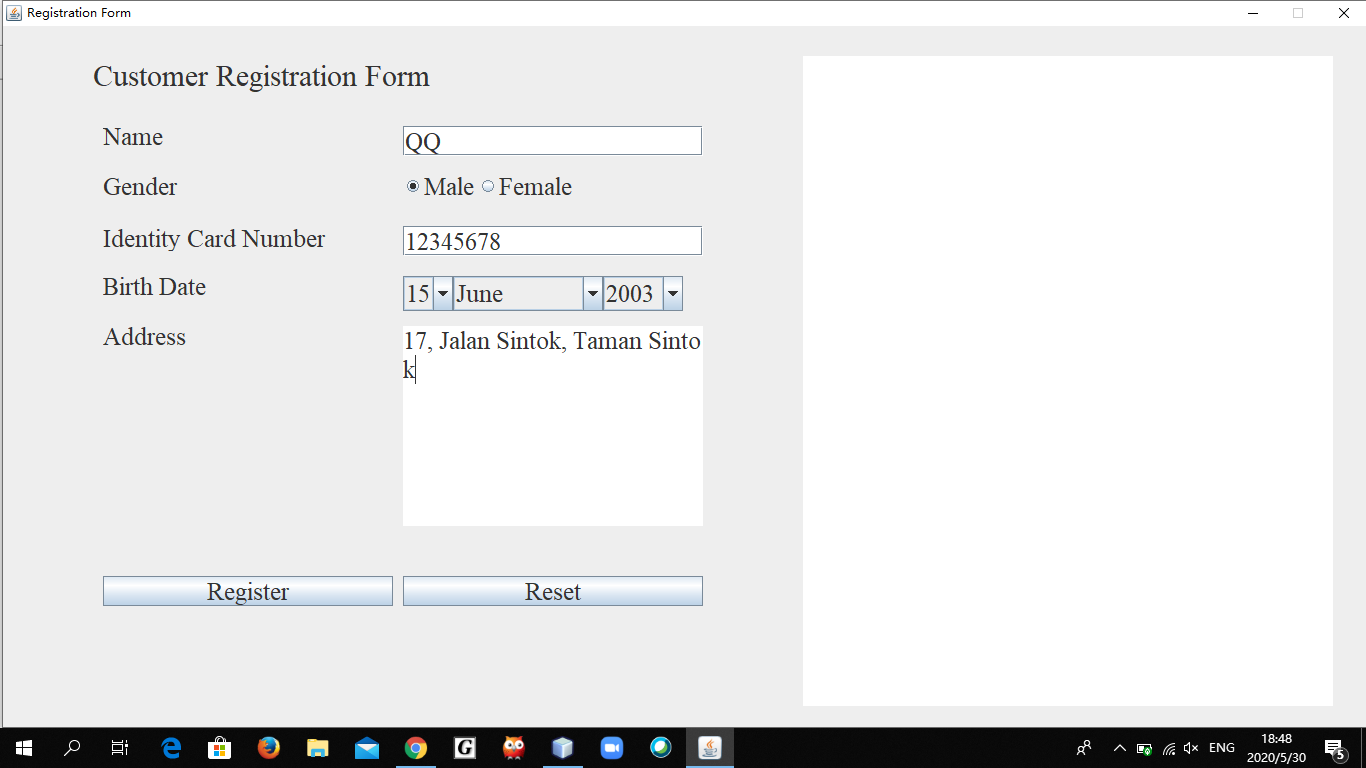 Registration Form
Customer Registration Form
Name
QQ
Gender
Male Female
Identity Card Number
12345678
Birth Date
15 June 2003
Address
17, Jalan Sintok, Taman Sinto
k
Register
Reset
G
ENG
18:48
2020/5/30
5